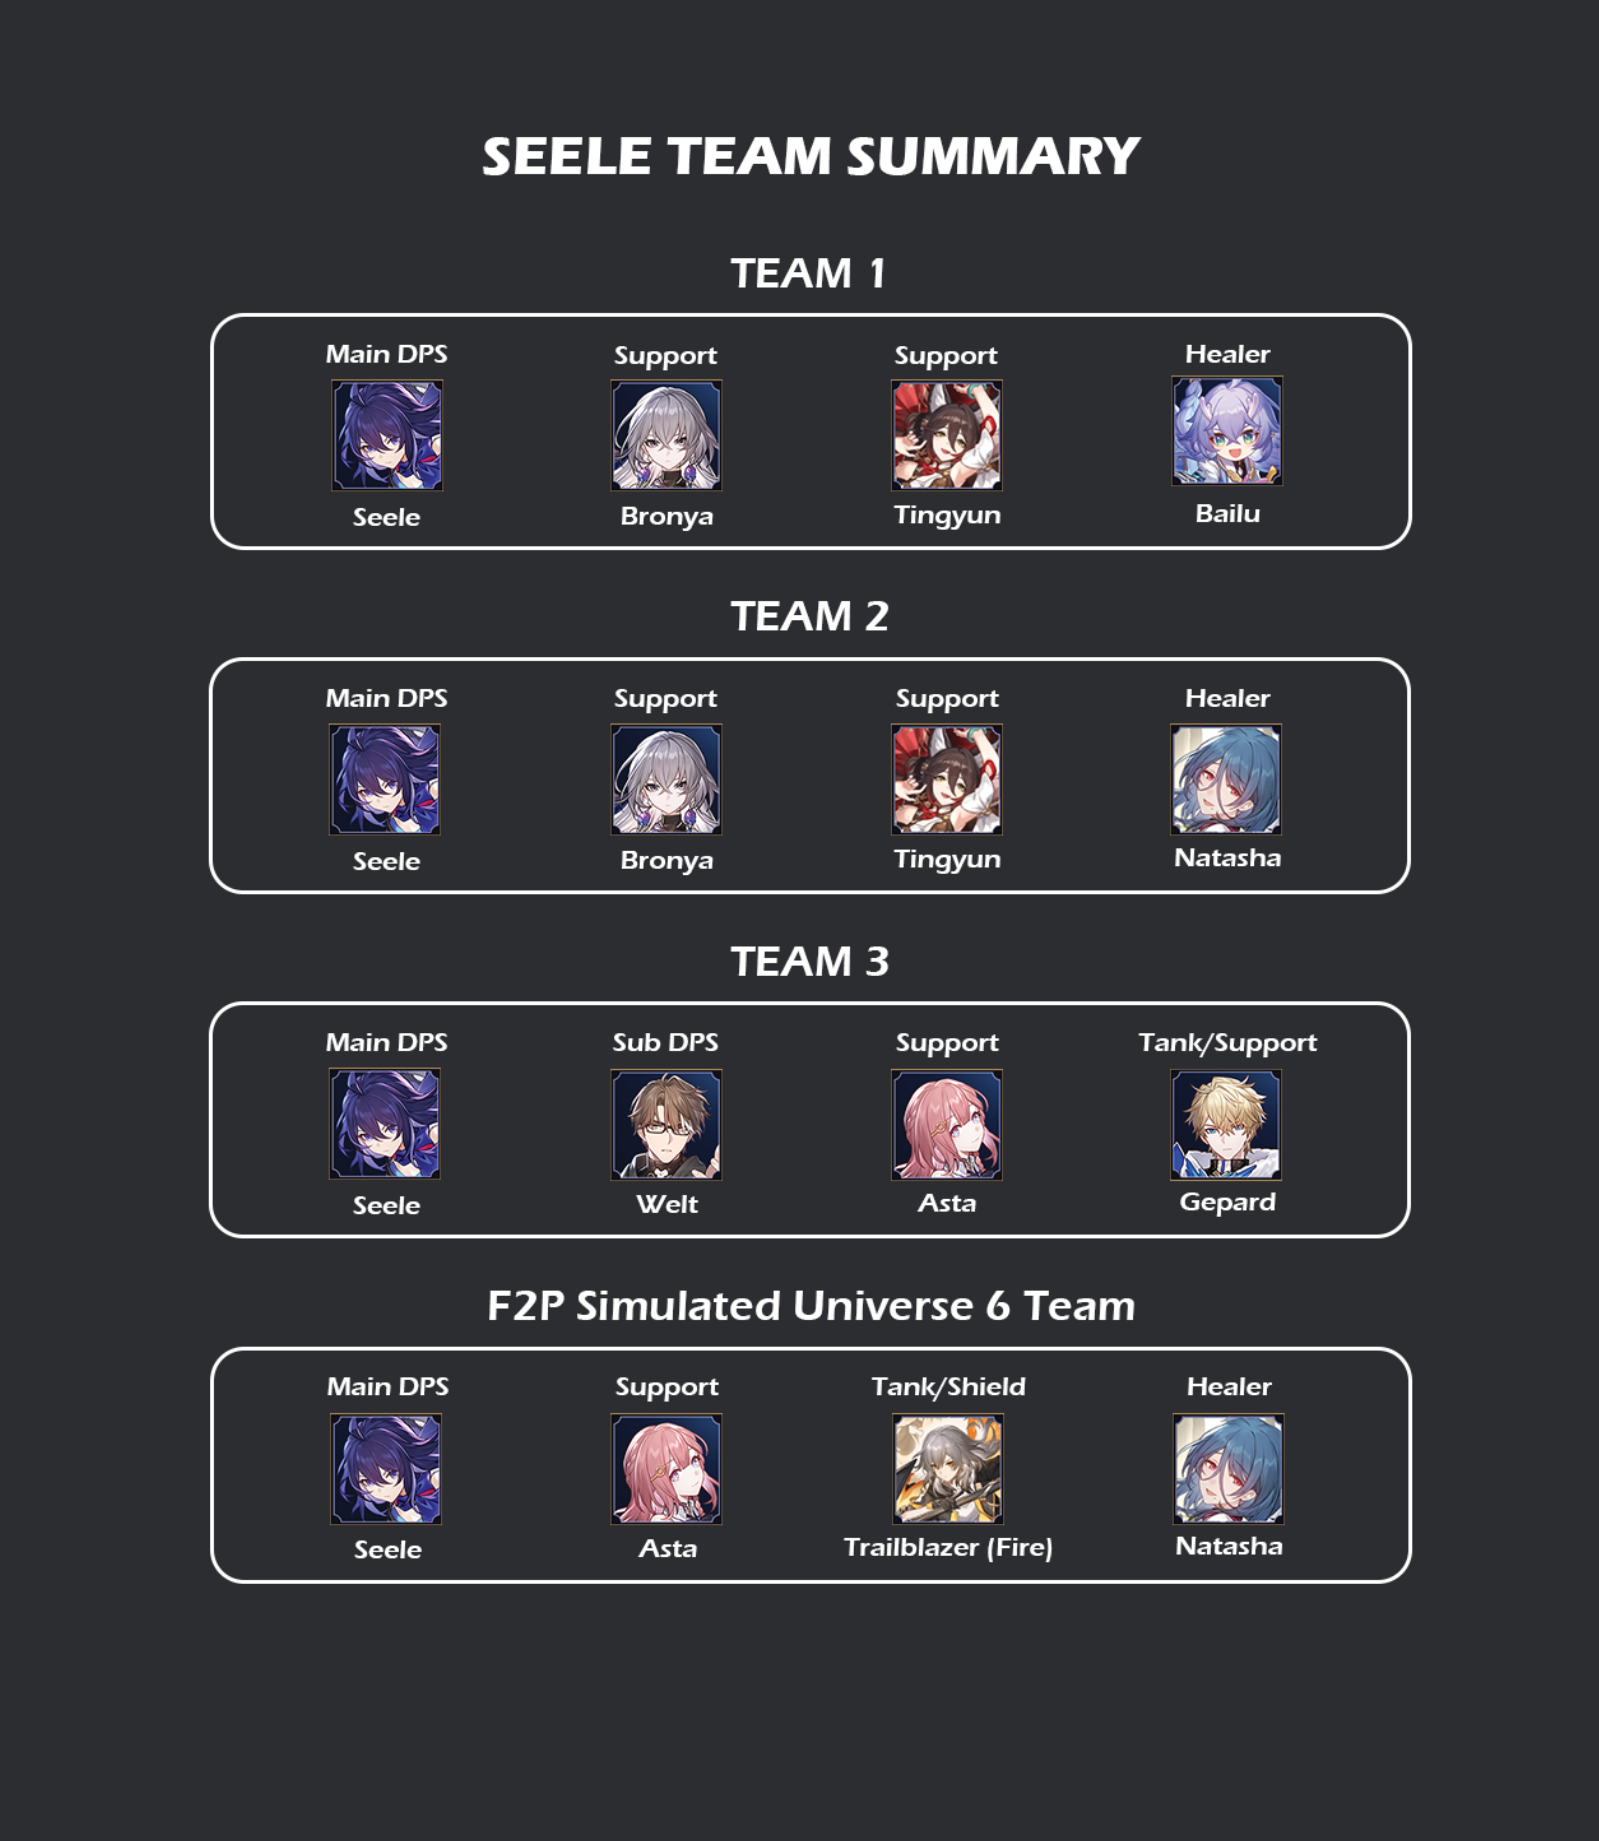 SEELE TEAM SUMMARY
TEAM 1
Main DPS Support Support Healer
Seele Bronya Tingyun Bailu
TEAM 2
Main DPS Support Support Healer
Seele Bronya Tingyun Natasha
TEAM 3
Main DPS Sub DPS Support Tank/Support
Seele Welt Asta Gepard
F2P Simulated Universe 6 Team
Main DPS Support Tank/Shield Healer
Seele Asta Trailblazer (Fire) Natasha